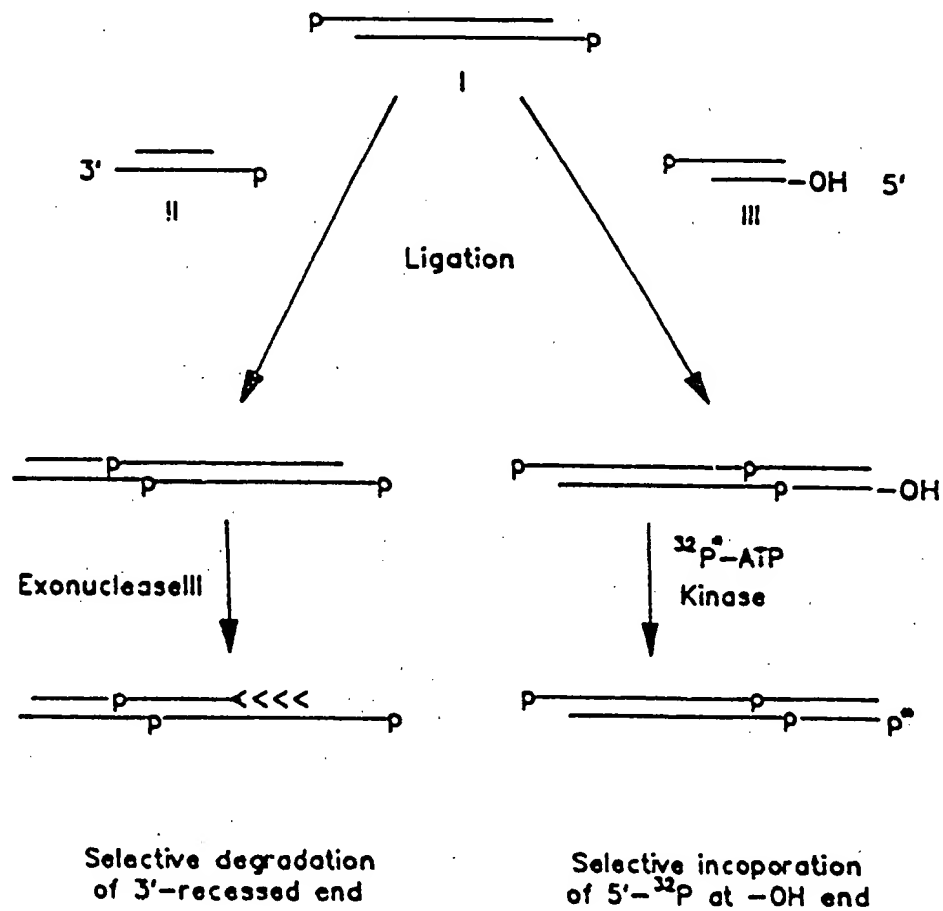 p
p
I
3'
p
II
p
-OH 5'
III
Ligation
p
p
p
p
p
p
-OH
ExonucleaseIII
³²P*-ATP
Kinase
p
<<<<
p
p
p
p
p
p*
Selective degradation
of 3'-recessed end
Selective incoporation
of 5'-³²P at -OH end